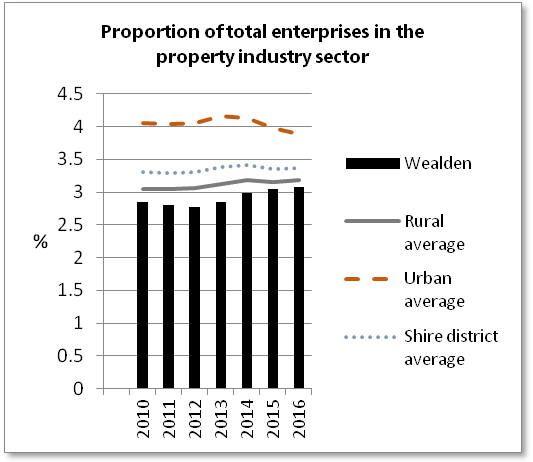 Proportion of total enterprises in the
property industry sector
4.5
4
3.5
3
2.5
2
1.5
1
0.5
0
%
2010
2011
2012
2013
2014
2015
2016
Wealden
Rural
average
Urban
average
Shire district
average